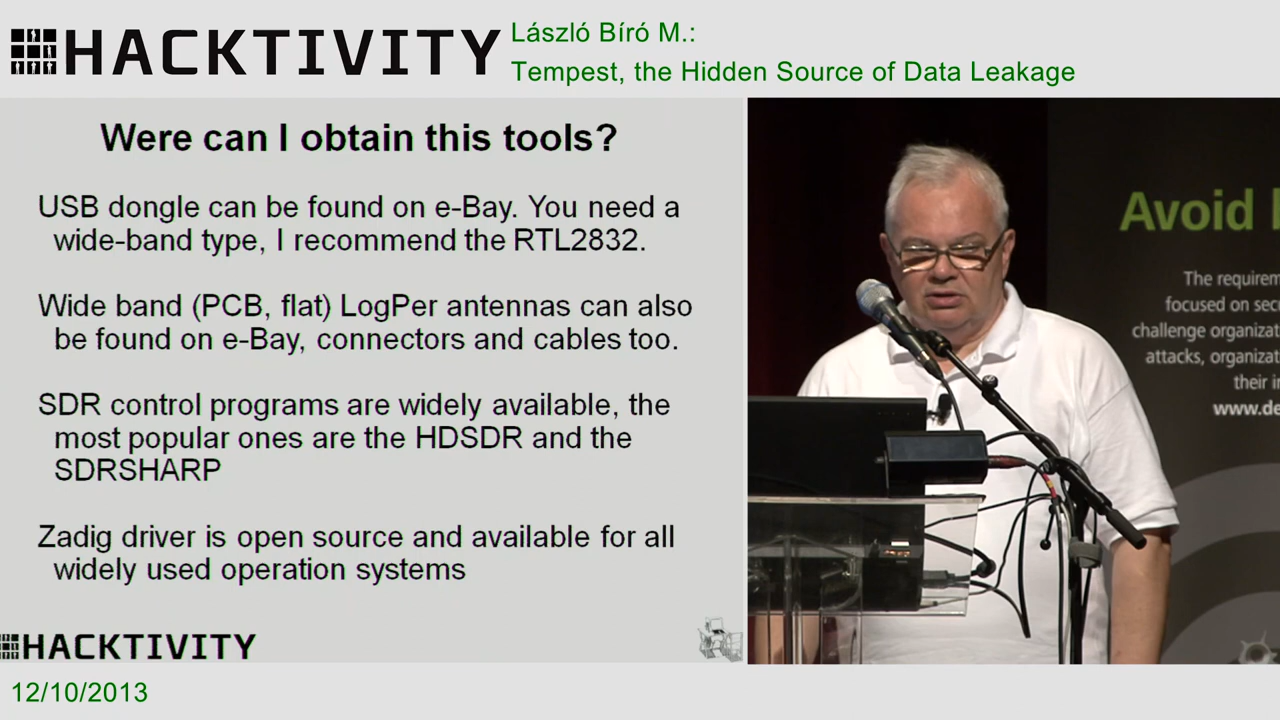 HACKTIVITY
László Bíró M.:
Tempest, the Hidden Source of Data Leakage
Were can I obtain this tools?
USB dongle can be found on e-Bay. You need a
wide-band type, I recommend the RTL2832.
Wide band (PCB, flat) LogPer antennas can also
be found on e-Bay, connectors and cables too.
SDR control programs are widely available, the
most popular ones are the HDSDR and the
SDRSHARP
Zadig driver is open source and available for all
widely used operation systems
HACKTIVITY
Avoid
The
focused on
challenge
attacks,
their
www.de
12/10/2013